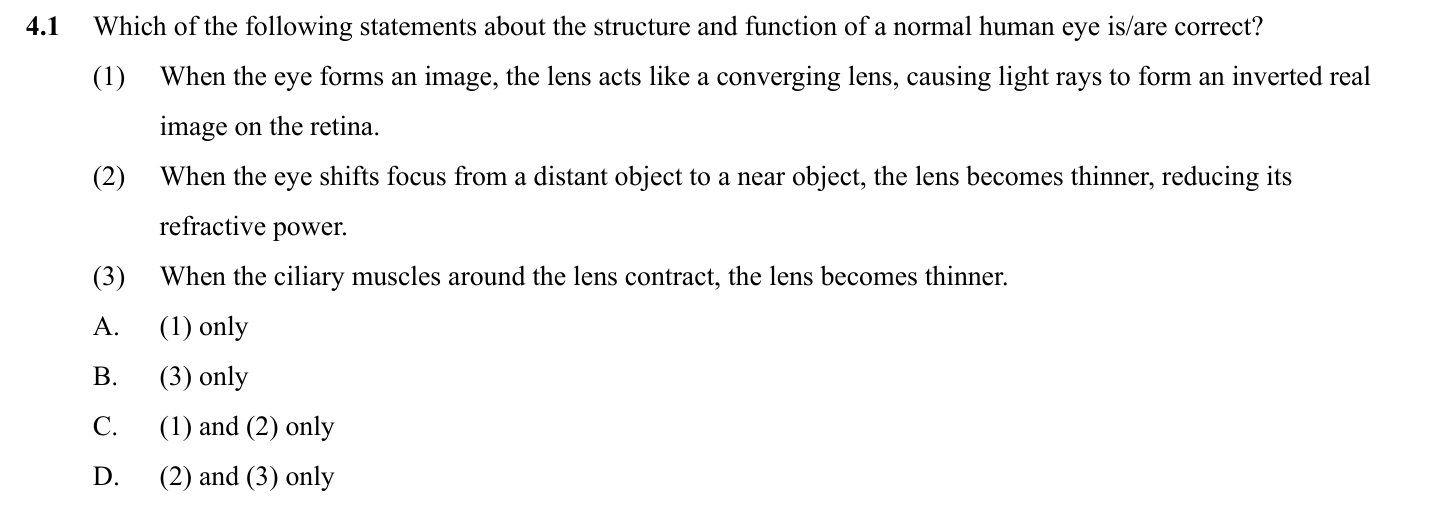 4.1 Which of the following statements about the structure and function of a normal human eye is/are correct?
(1) When the eye forms an image, the lens acts like a converging lens, causing light rays to form an inverted real
image on the retina.
(2) When the eye shifts focus from a distant object to a near object, the lens becomes thinner, reducing its
refractive power.
(3) When the ciliary muscles around the lens contract, the lens becomes thinner.
A. (1) only
B. (3) only
C. (1) and (2) only
D. (2) and (3) only